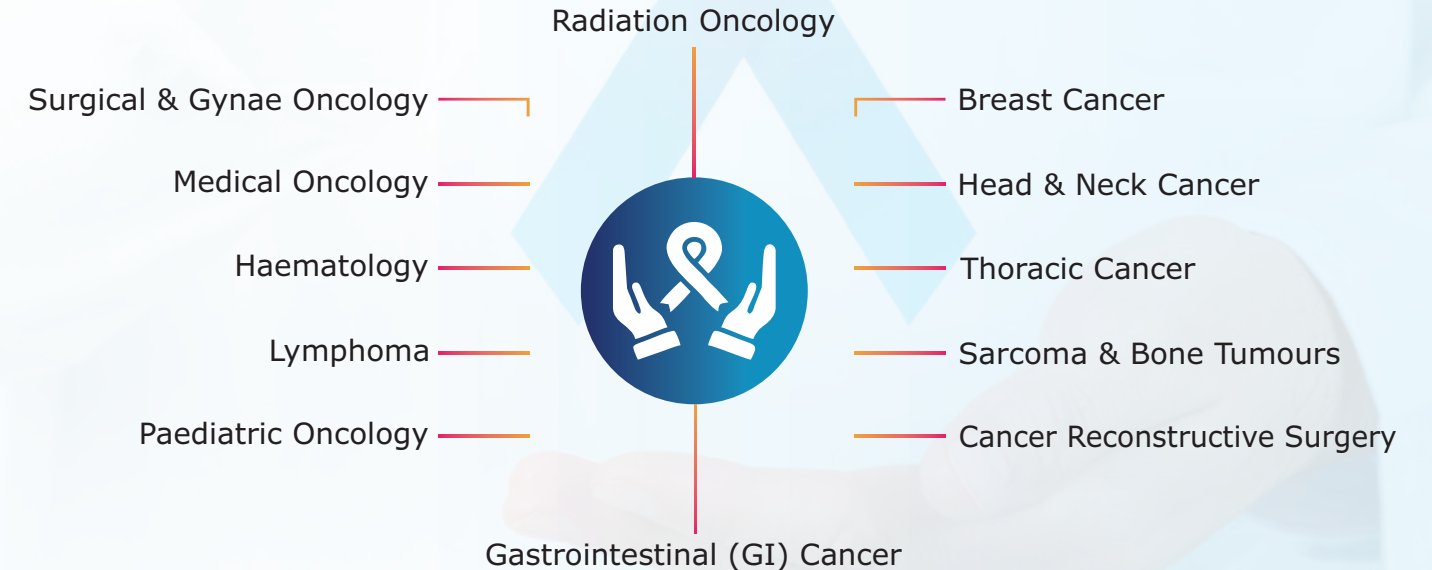 Radiation Oncology
Surgical & Gynae Oncology
Medical Oncology
Haematology
Lymphoma
Paediatric Oncology
Breast Cancer
Head & Neck Cancer
Thoracic Cancer
Sarcoma & Bone Tumours
Cancer Reconstructive Surgery
Gastrointestinal (GI) Cancer